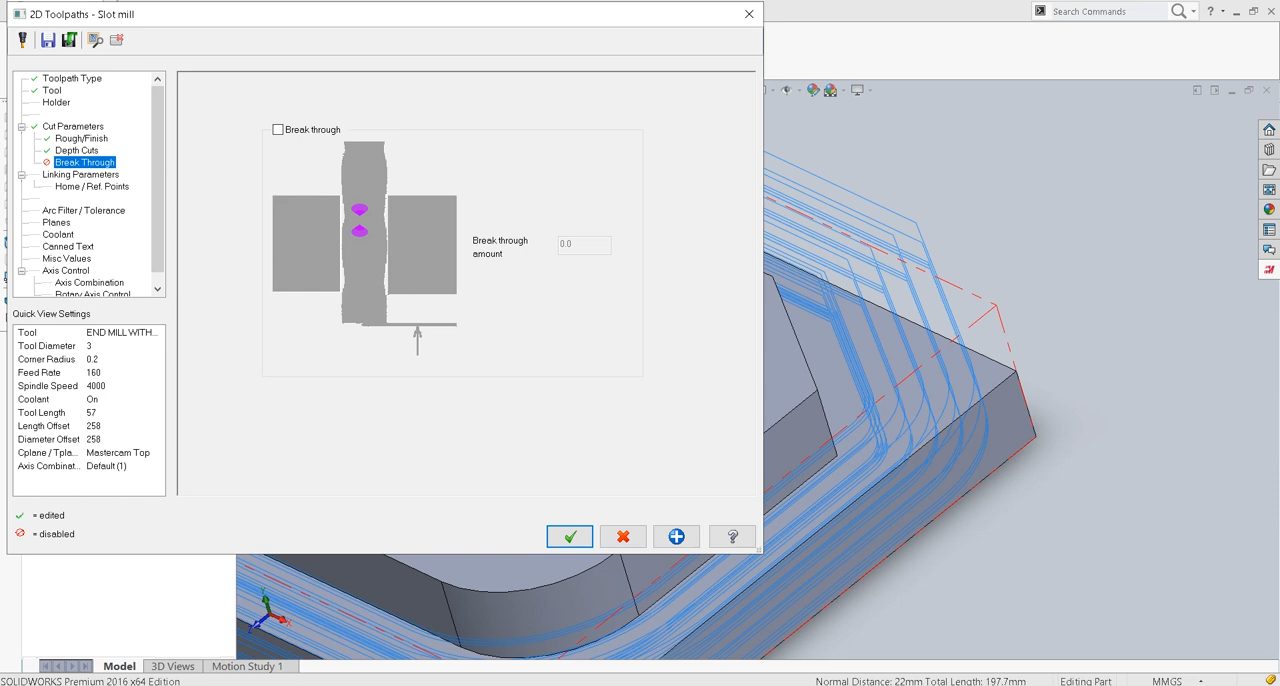 2D Toolpaths - Slot mill
Search Commands
Toolpath Type
Tool
Holder
Cut Parameters
Rough/Finish
Depth Cuts
Break Through
Linking Parameters
Home / Ref. Points
Arc Filter / Tolerance
Planes
Coolant
Canned Text
Misc Values
Axis Control
Axis Combination
Rotary Axis Control
Break through
Break through
amount
0.0
Quick View Settings
Tool END MILL WITH...
Tool Diameter 3
Corner Radius 0.2
Feed Rate 160
Spindle Speed 4000
Coolant On
Tool Length 57
Length Offset 258
Diameter Offset 258
Cplane / Tpla... Mastercam Top
Axis Combinat... Default (1)
= edited
= disabled
Model
3D Views
Motion Study 1
SOLIDWORKS Premium 2016 x64 Edition
Normal Distance: 22mm Total Length: 197.7mm
Editing Part
MMGS